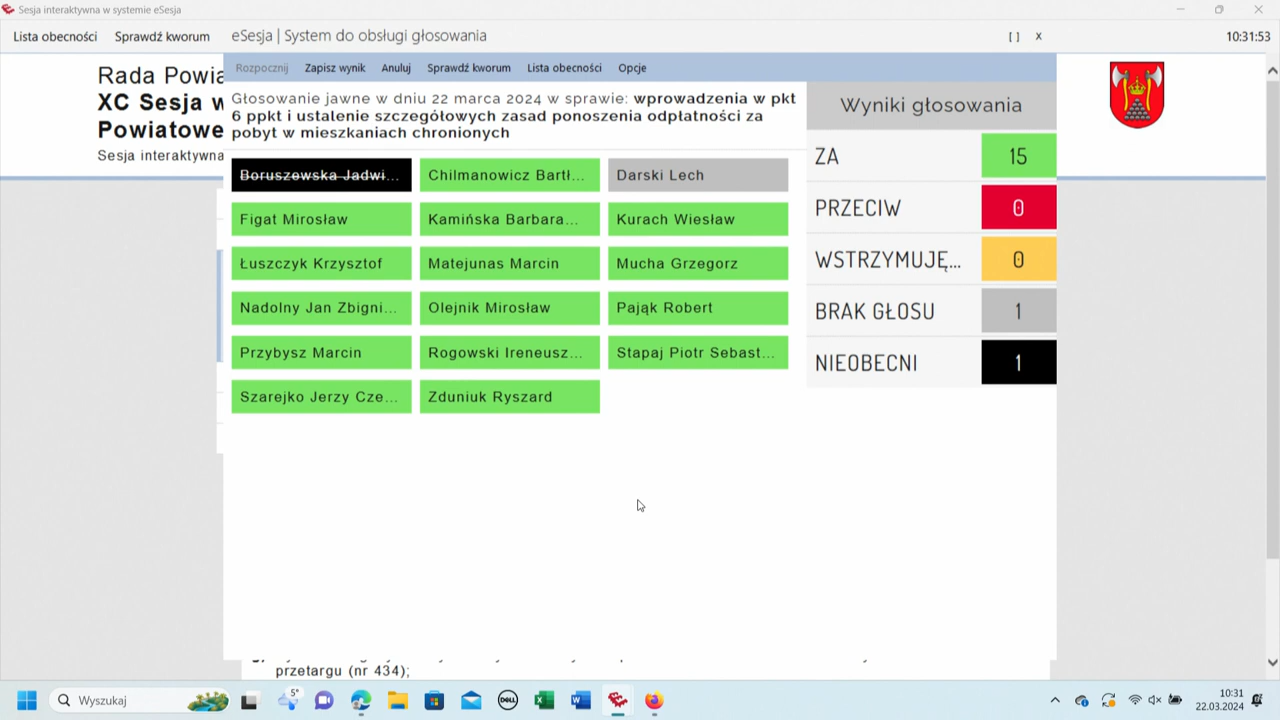 Sesja interaktywna w systemie eSesja
Lista obecności Sprawdź kworum eSesja | System do obsługi głosowania [ ] x 10:31:53
Rozpocznij Zapisz wynik Anuluj Sprawdź kworum Lista obecności Opcje
Rada Powia
XC Sesja w
Powiatowe
Sesja interaktywna
Głosowanie jawne w dniu 22 marca 2024 w sprawie: wprowadzenia w pkt
6 ppkt i ustalenie szczegółowych zasad ponoszenia odpłatności za
pobyt w mieszkaniach chronionych
Boruszewska Jadwi... Chilmanowicz Bartł... Darski Lech
Figat Mirosław Kamińska Barbara... Kurach Wiesław
Łuszczyk Krzysztof Matejunas Marcin Mucha Grzegorz
Nadolny Jan Zbigni... Olejnik Mirosław Pająk Robert
Przybysz Marcin Rogowski Ireneusz... Stapaj Piotr Sebast...
Szarejko Jerzy Cze... Zduniuk Ryszard
Wyniki głosowania
ZA 15
PRZECIW 0
WSTRZYMUJĘ... 0
BRAK GŁOSU 1
NIEOBECNI 1
przetargu (nr 434);
Wyszukaj 5° DELL 10:31
22.03.2024